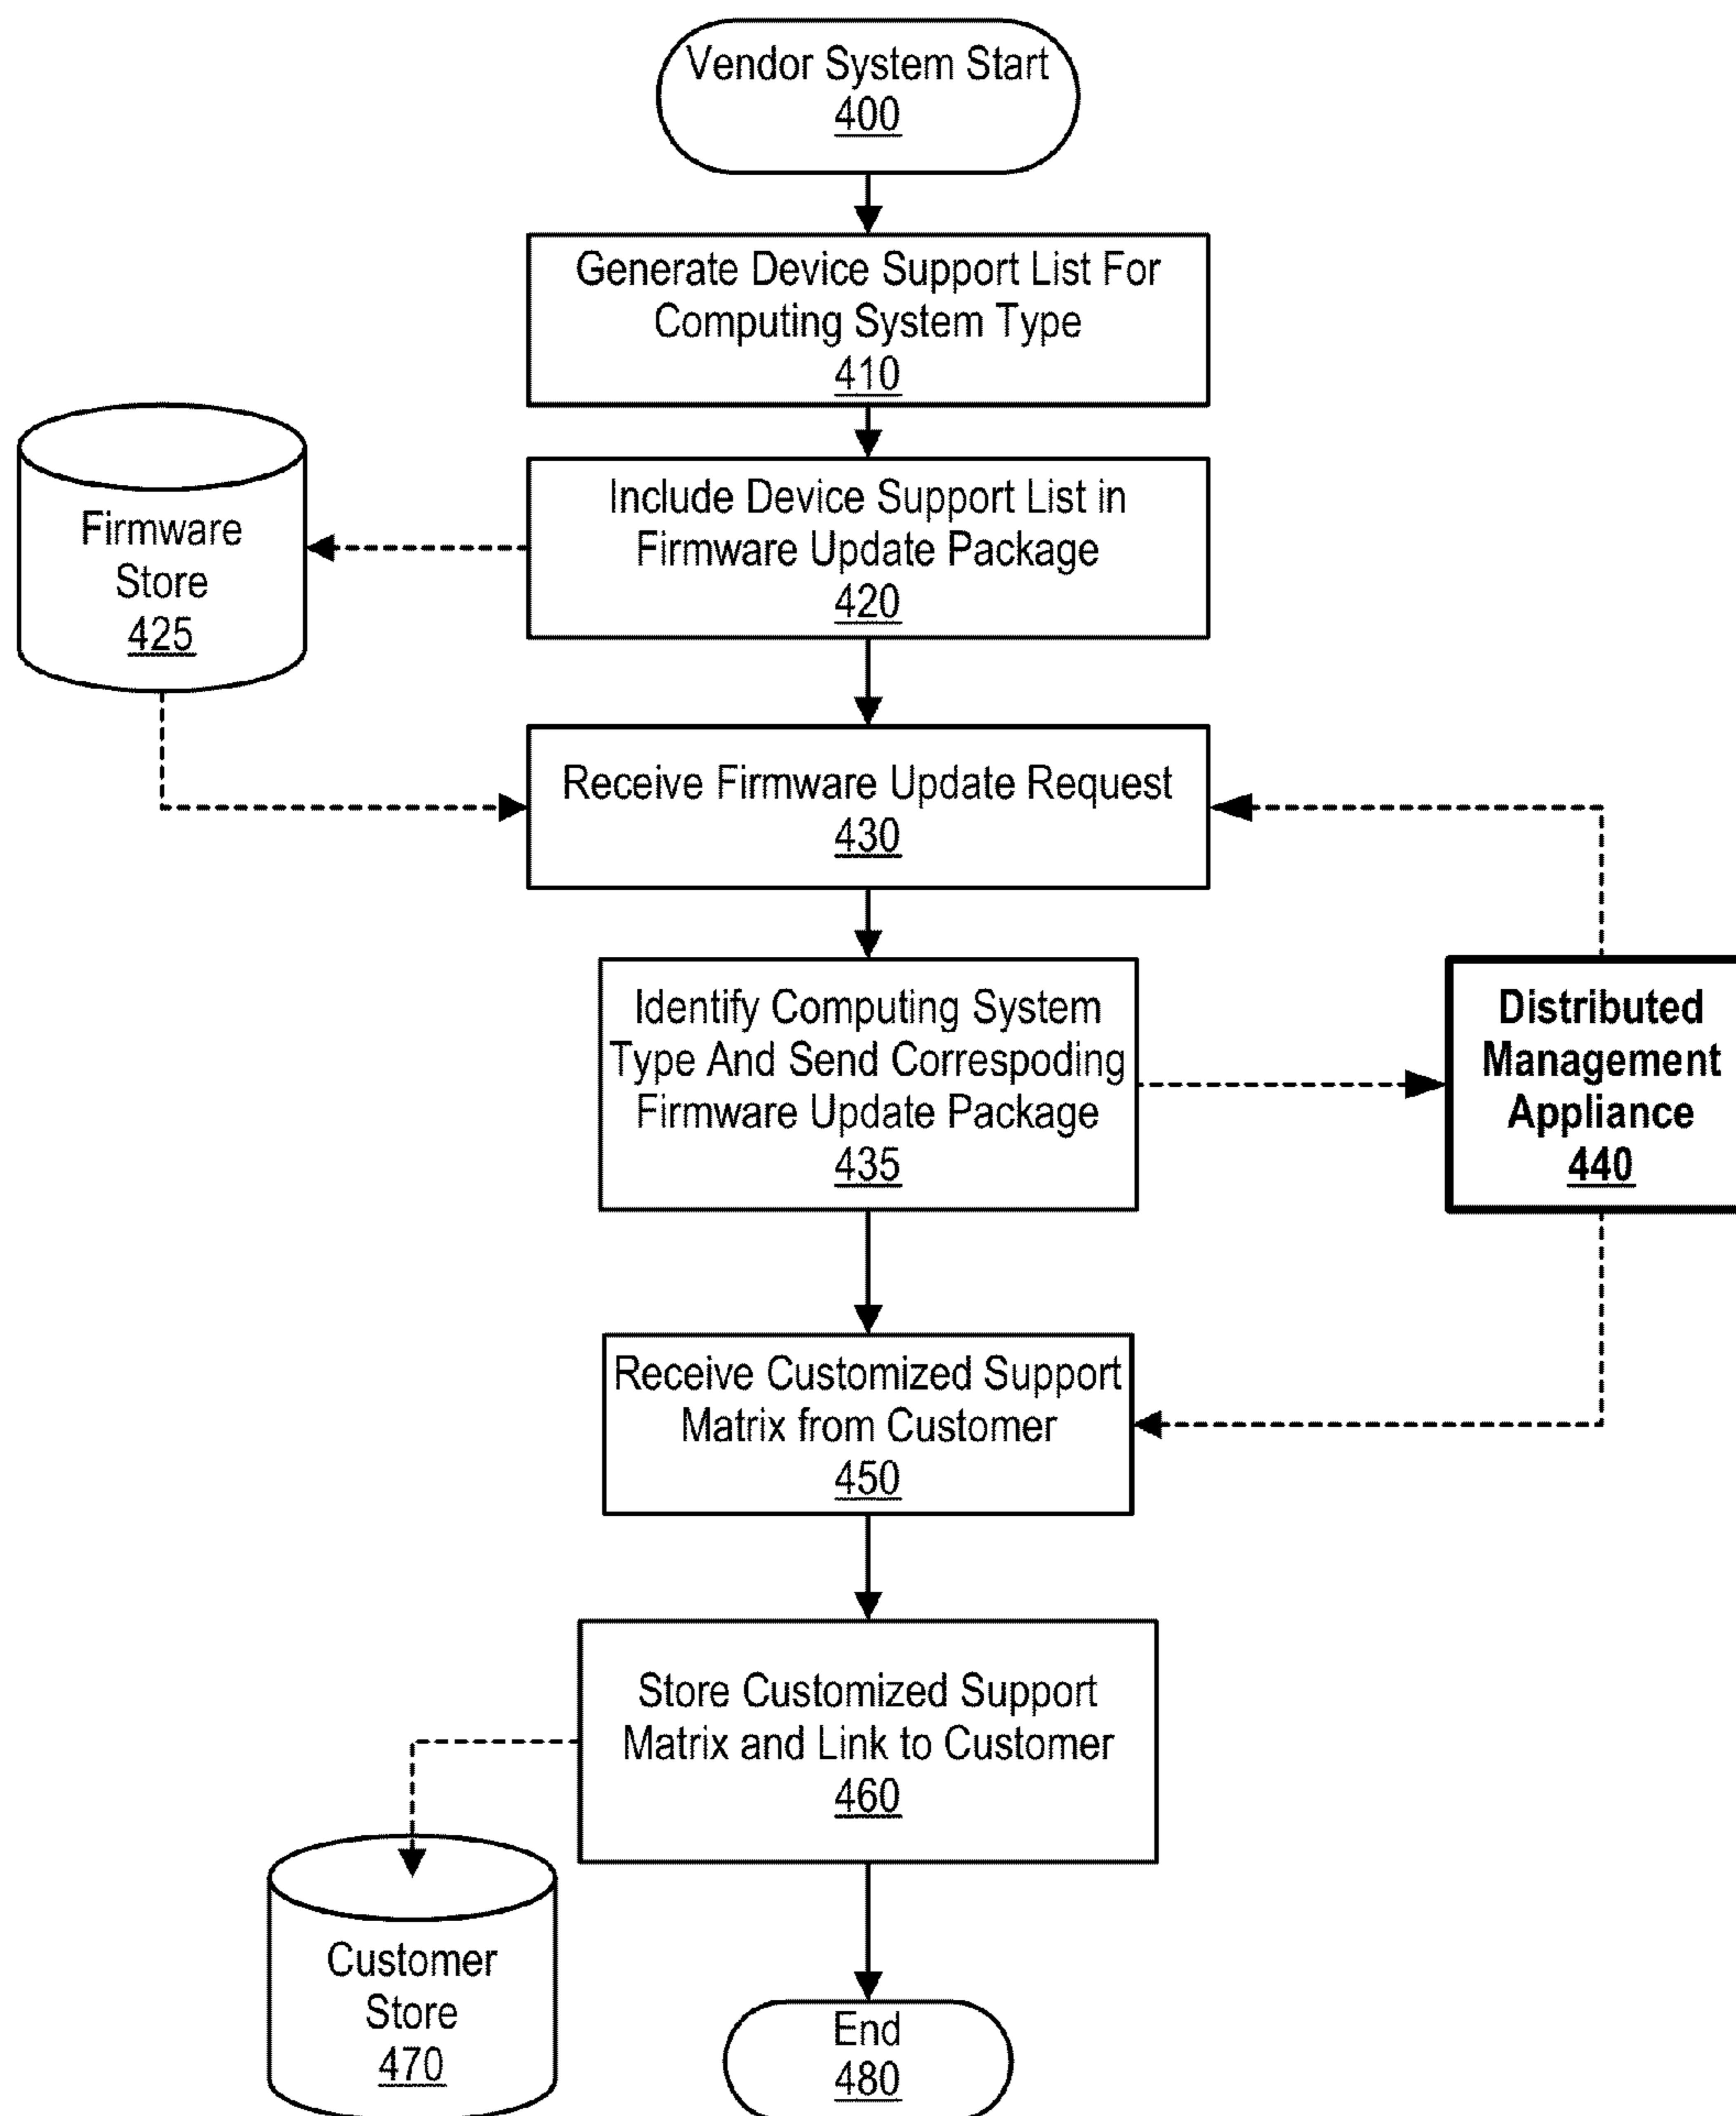 Vendor System Start
400
Generate Device Support List For
Computing System Type
410
Include Device Support List in
Firmware Update Package
420
Firmware
Store
425
Receive Firmware Update Request
430
Identify Computing System
Type And Send Correspoding
Firmware Update Package
435
Distributed
Management
Appliance
440
Receive Customized Support
Matrix from Customer
450
Store Customized Support
Matrix and Link to Customer
460
Customer
Store
470
End
480